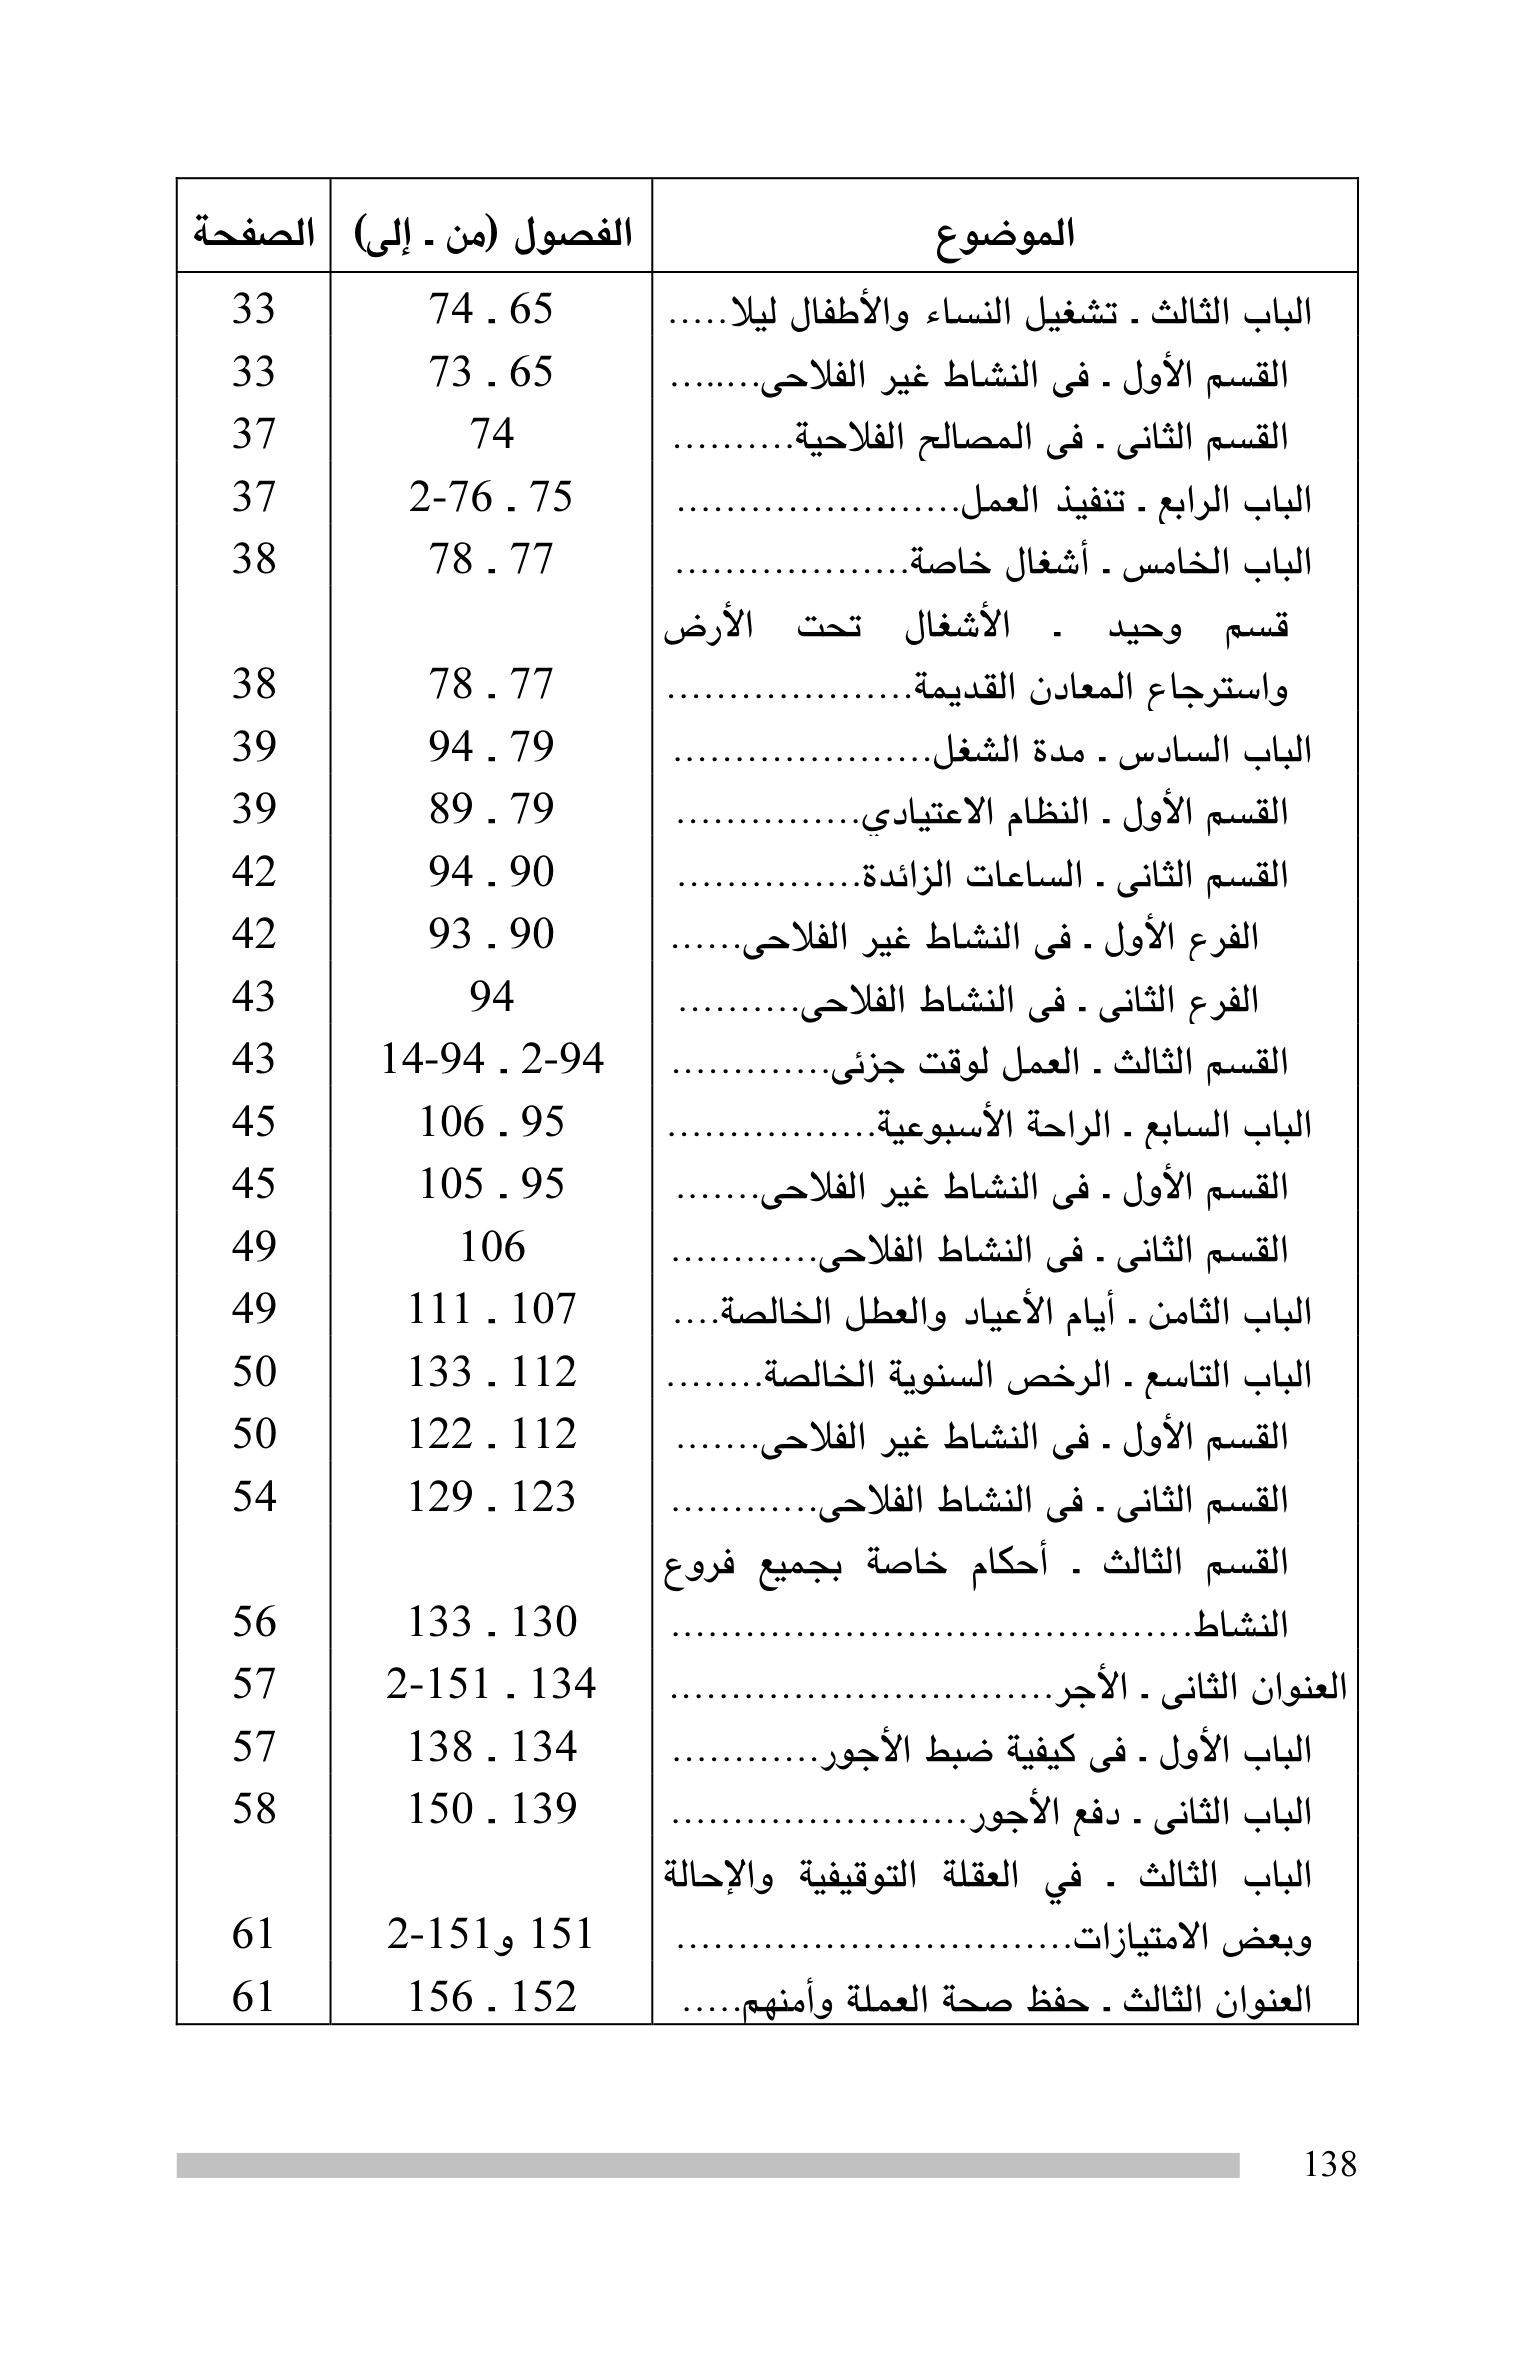 الموضوع الفصول (من ـ إلى) الصفحة
الباب الثالث ـ تشغيل النساء والأطفال ليلا..... 65 ـ 74 33
القسم الأول ـ فى النشاط غير الفلاحى........ 65 ـ 73 33
القسم الثانى ـ فى المصالح الفلاحية.......... 74 37
الباب الرابع ـ تنفيذ العمل....................... 75 ـ 76-2 37
الباب الخامس ـ أشغال خاصة................... 77 ـ 78 38
قسم وحيد ـ الأشغال تحت الأرض
واسترجاع المعادن القديمة.................... 77 ـ 78 38
الباب السادس ـ مدة الشغل..................... 79 ـ 94 39
القسم الأول ـ النظام الاعتيادي............... 79 ـ 89 39
القسم الثانى ـ الساعات الزائدة............... 90 ـ 94 42
الفرع الأول ـ فى النشاط غير الفلاحى...... 90 ـ 93 42
الفرع الثانى ـ فى النشاط الفلاحى.......... 94 43
القسم الثالث ـ العمل لوقت جزئى............. 94-2 ـ 94-14 43
الباب السابع ـ الراحة الأسبوعية................. 95 ـ 106 45
القسم الأول ـ فى النشاط غير الفلاحى....... 95 ـ 105 45
القسم الثانى ـ فى النشاط الفلاحى............ 106 49
الباب الثامن ـ أيام الأعياد والعطل الخالصة.... 107 ـ 111 49
الباب التاسع ـ الرخص السنوية الخالصة........ 112 ـ 133 50
القسم الأول ـ فى النشاط غير الفلاحى....... 112 ـ 122 50
القسم الثانى ـ فى النشاط الفلاحى............ 123 ـ 129 54
القسم الثالث ـ أحكام خاصة بجميع فروع
النشاط.......................................... 130 ـ 133 56
العنوان الثانى ـ الأجر............................... 134 ـ 151-2 57
الباب الأول ـ فى كيفية ضبط الأجور............ 134 ـ 138 57
الباب الثانى ـ دفع الأجور........................ 139 ـ 150 58
الباب الثالث ـ في العقلة التوقيفية والإحالة
وبعض الامتيازات................................ 151 و151-2 61
العنوان الثالث ـ حفظ صحة العملة وأمنهم..... 152 ـ 156 61
138